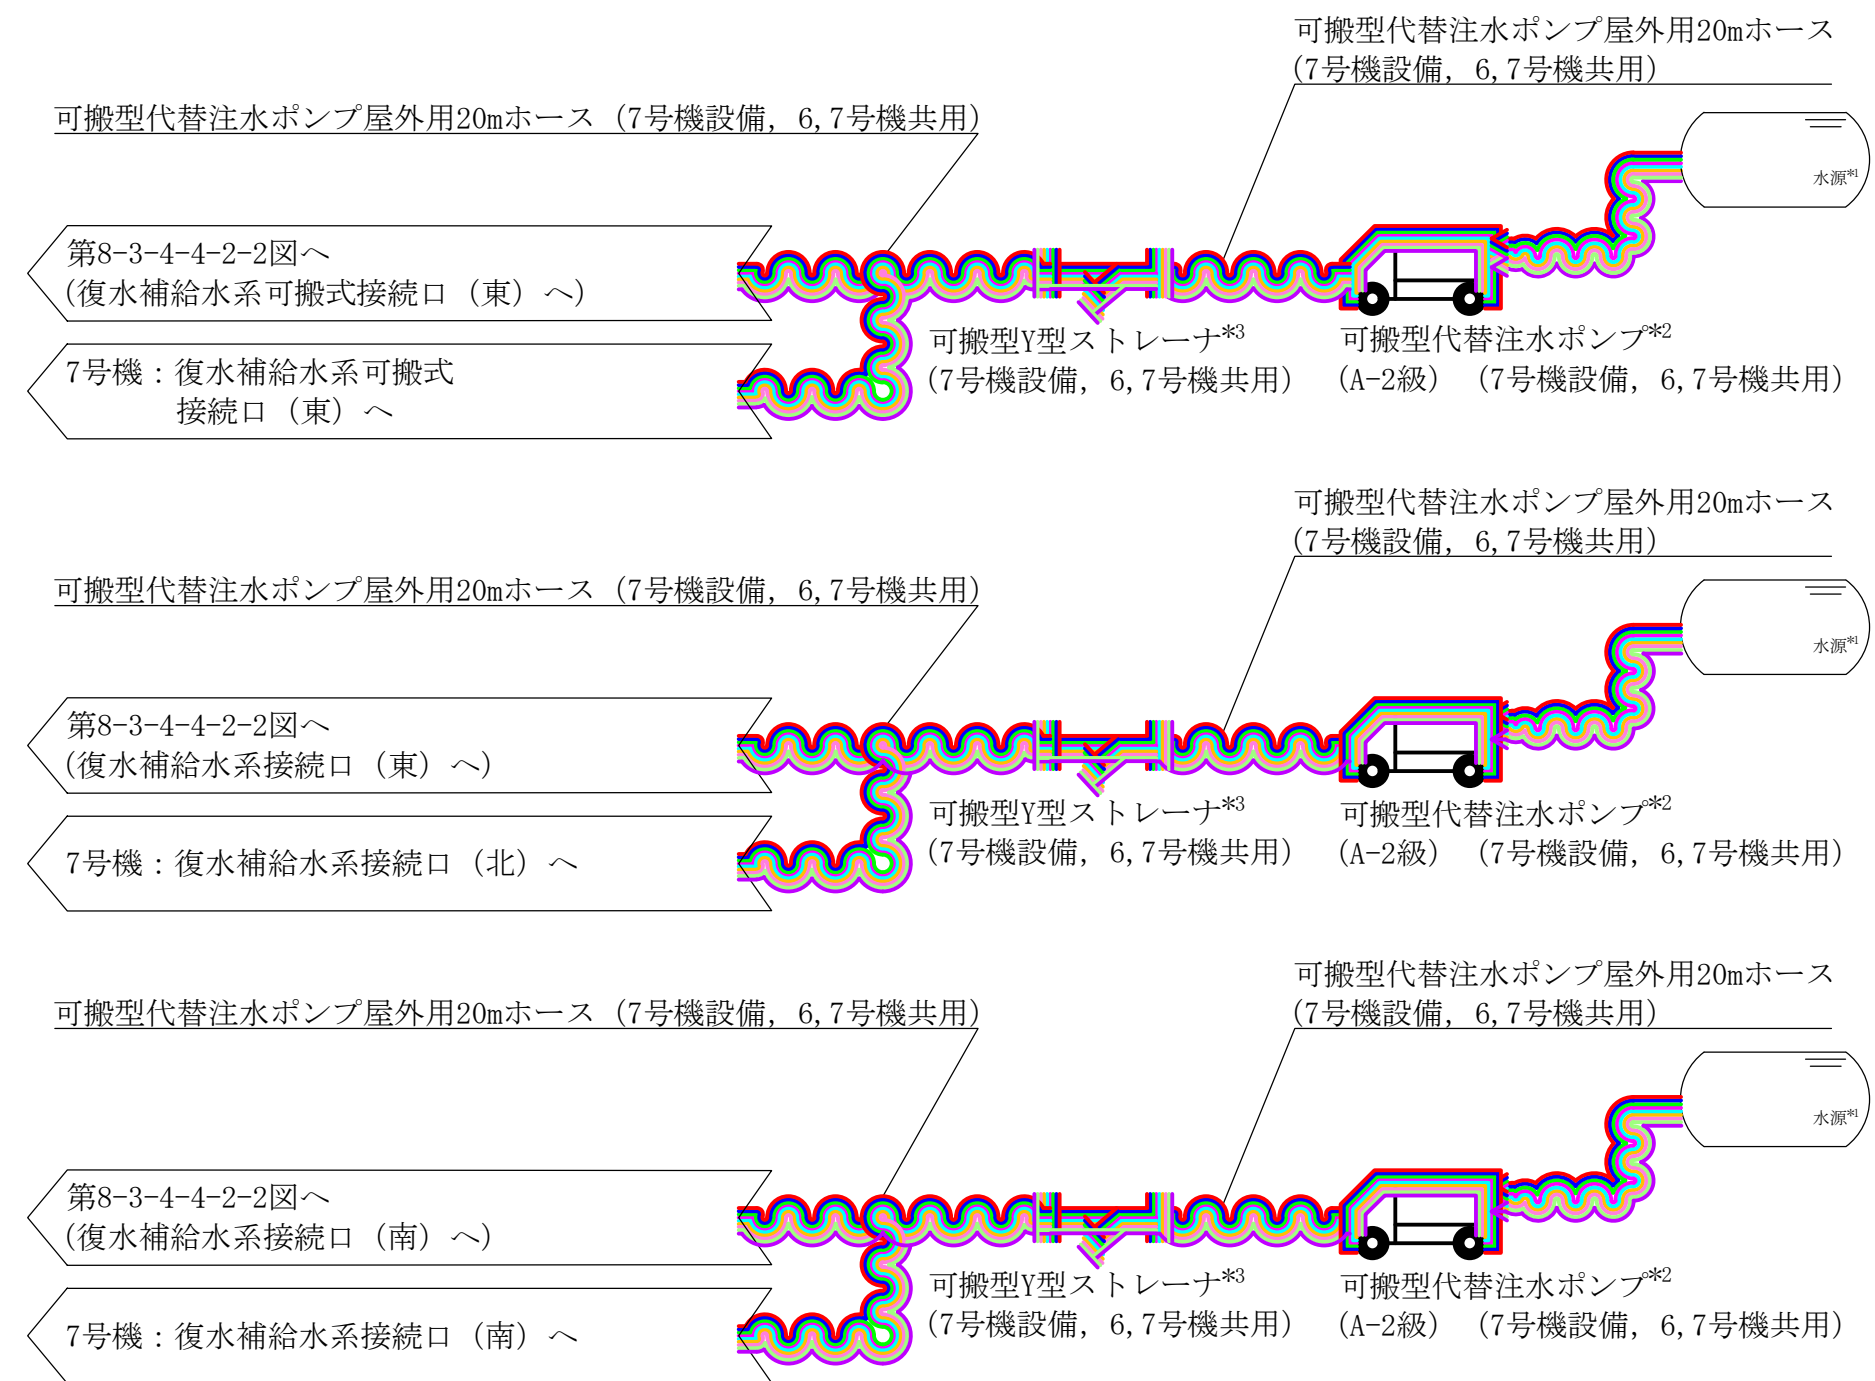 可搬型代替注水ポンプ屋外用20mホース
(7号機設備, 6,7号機共用)
可搬型代替注水ポンプ屋外用20mホース (7号機設備, 6,7号機共用)
水源*1
第8-3-4-4-2-2図へ
(復水補給水系可搬式接続口 (東) へ)
可搬型Y型ストレーナ*3
(7号機設備, 6,7号機共用)
可搬型代替注水ポンプ*2
(A-2級) (7号機設備, 6,7号機共用)
7号機：復水補給水系可搬式
接続口 (東) へ
可搬型代替注水ポンプ屋外用20mホース
(7号機設備, 6,7号機共用)
可搬型代替注水ポンプ屋外用20mホース (7号機設備, 6,7号機共用)
水源*1
第8-3-4-4-2-2図へ
(復水補給水系接続口 (東) へ)
可搬型Y型ストレーナ*3
(7号機設備, 6,7号機共用)
可搬型代替注水ポンプ*2
(A-2級) (7号機設備, 6,7号機共用)
7号機：復水補給水系接続口 (北) へ
可搬型代替注水ポンプ屋外用20mホース
(7号機設備, 6,7号機共用)
可搬型代替注水ポンプ屋外用20mホース (7号機設備, 6,7号機共用)
水源*1
第8-3-4-4-2-2図へ
(復水補給水系接続口 (南) へ)
可搬型Y型ストレーナ*3
(7号機設備, 6,7号機共用)
可搬型代替注水ポンプ*2
(A-2級) (7号機設備, 6,7号機共用)
7号機：復水補給水系接続口 (南) へ